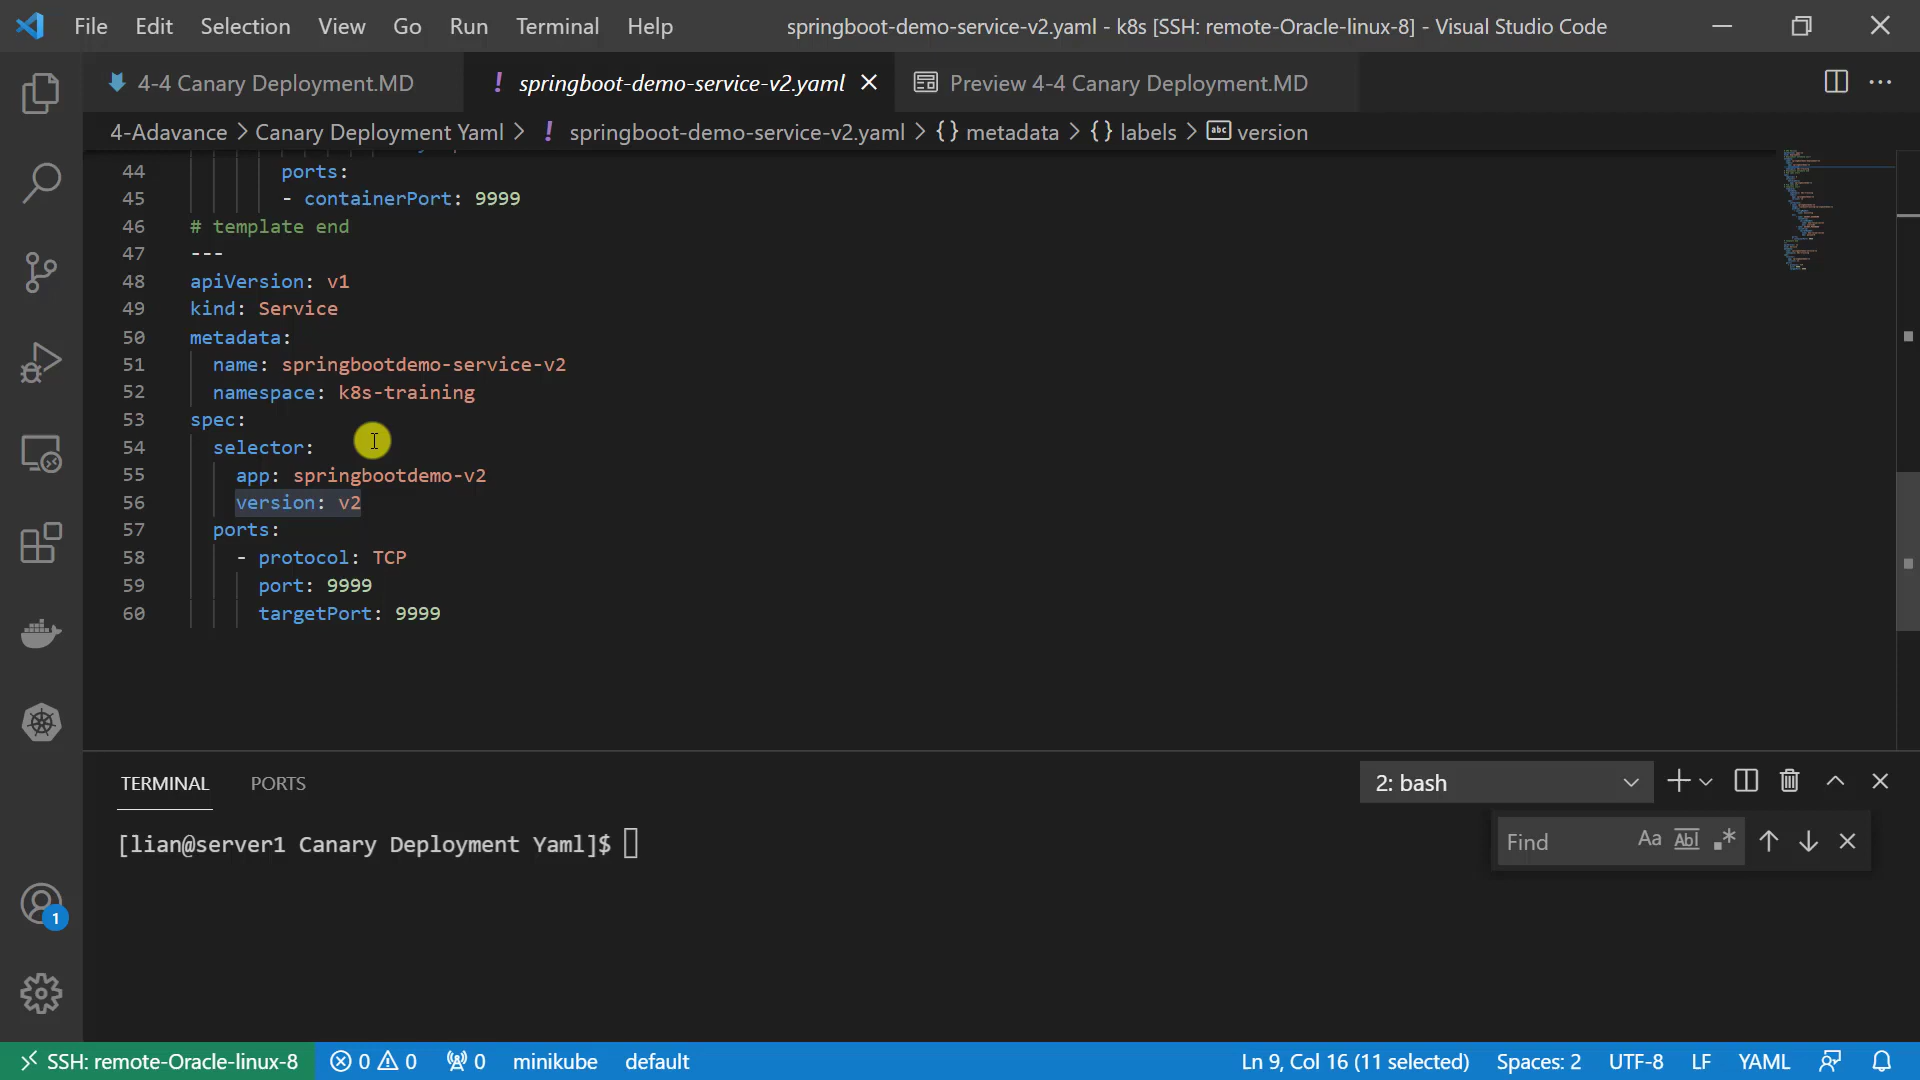 File Edit Selection View Go Run Terminal Help
springboot-demo-service-v2.yaml - k8s [SSH: remote-Oracle-linux-8] - Visual Studio Code
4-4 Canary Deployment.MD
! springboot-demo-service-v2.yaml
Preview 4-4 Canary Deployment.MD
4-Adavance > Canary Deployment Yaml > ! springboot-demo-service-v2.yaml > {} metadata > {} labels > abc version
44 ports:
45 - containerPort: 9999
46 # template end
47 ---
48 apiVersion: v1
49 kind: Service
50 metadata:
51 name: springbootdemo-service-v2
52 namespace: k8s-training
53 spec:
54 selector:
55 app: springbootdemo-v2
56 version: v2
57 ports:
58 - protocol: TCP
59 port: 9999
60 targetPort: 9999
TERMINAL PORTS
2: bash
[lian@server1 Canary Deployment Yaml]$
Find Aa Abl .*
1
SSH: remote-Oracle-linux-8 0 0 0 minikube default
Ln 9, Col 16 (11 selected) Spaces: 2 UTF-8 LF YAML